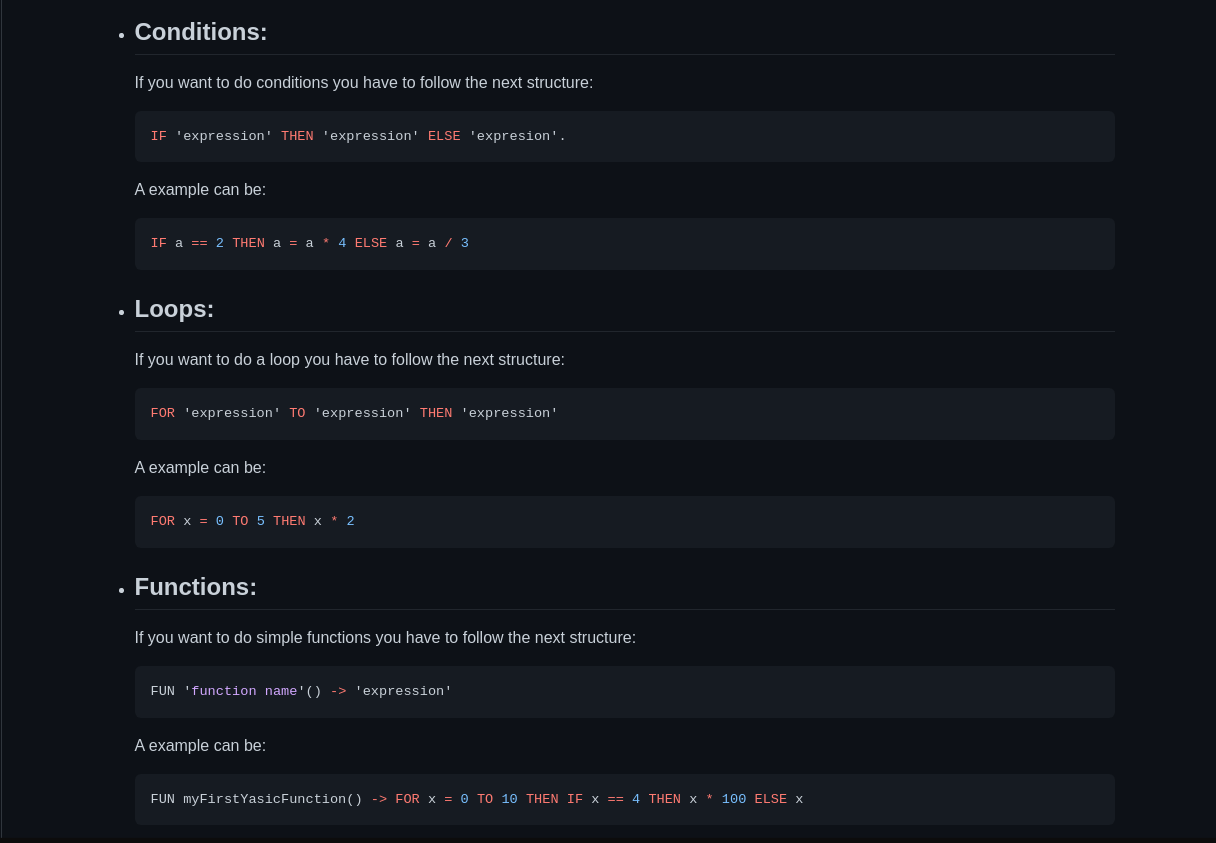 Conditions:
If you want to do conditions you have to follow the next structure:
IF 'expression' THEN 'expression' ELSE 'expresion'.
A example can be:
IF a == 2 THEN a = a * 4 ELSE a = a / 3
Loops:
If you want to do a loop you have to follow the next structure:
FOR 'expression' TO 'expression' THEN 'expression'
A example can be:
FOR x = 0 TO 5 THEN x * 2
Functions:
If you want to do simple functions you have to follow the next structure:
FUN 'function name'() -> 'expression'
A example can be:
FUN myFirstYasicFunction() -> FOR x = 0 TO 10 THEN IF x == 4 THEN x * 100 ELSE x